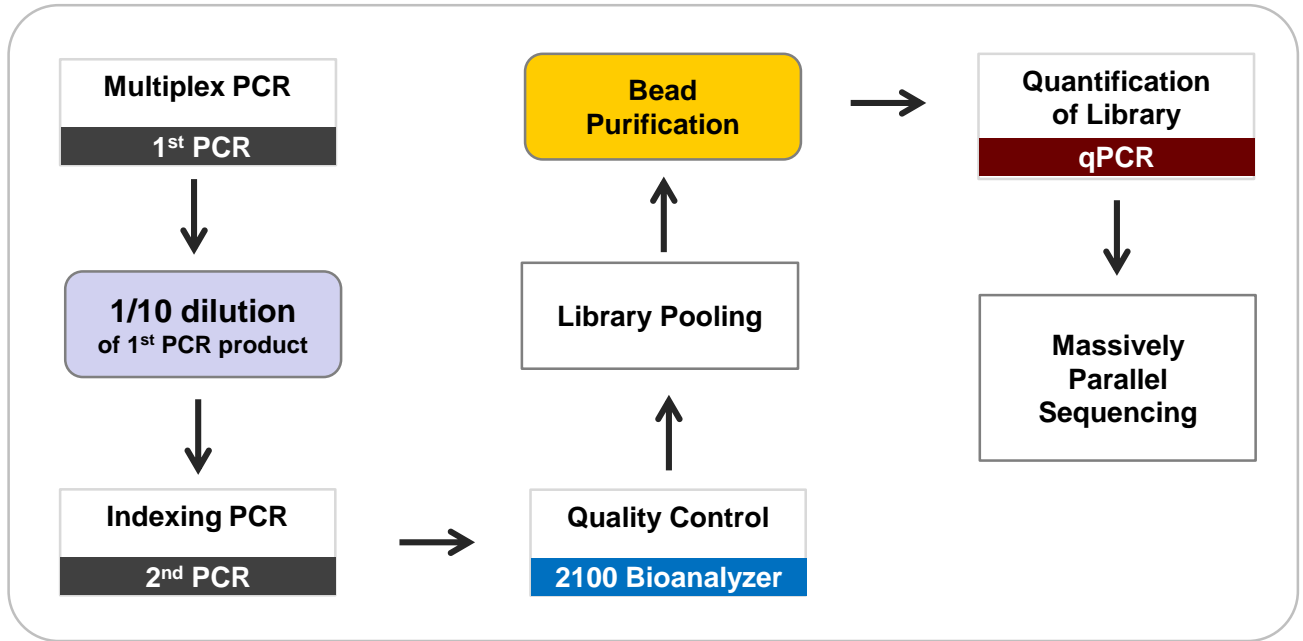 Multiplex PCR
1st PCR
1/10 dilution
of 1st PCR product
Indexing PCR
2nd PCR
Quality Control
2100 Bioanalyzer
Library Pooling
Bead
Purification
Quantification
of Library
qPCR
Massively
Parallel
Sequencing